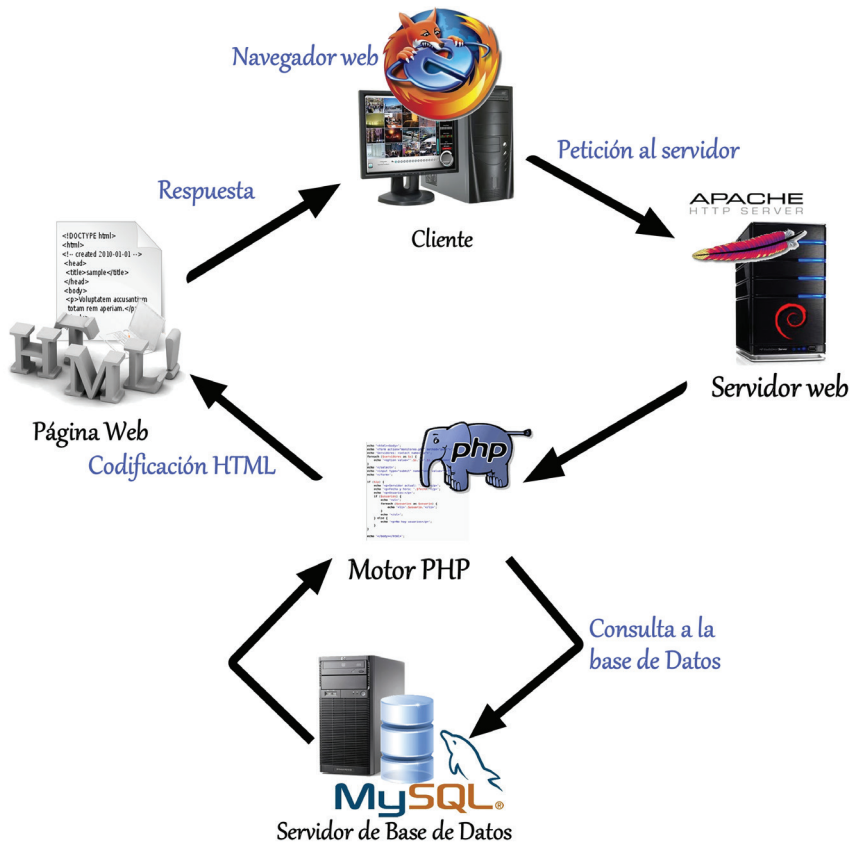 Navegador web
Petición al servidor
Respuesta
Cliente
APACHE
HTTP SERVER
<!DOCTYPE html>
<html>
<!-- created 2010-01-01 -->
<head>
<title>sample</title>
</head>
<body>
<p>Voluptatem accusantium
totam rem aperiam.</p>
HTML!
Servidor web
Página Web
Codificación HTML
php
Motor PHP
Consulta a la
base de Datos
MySQL®
Servidor de Base de Datos